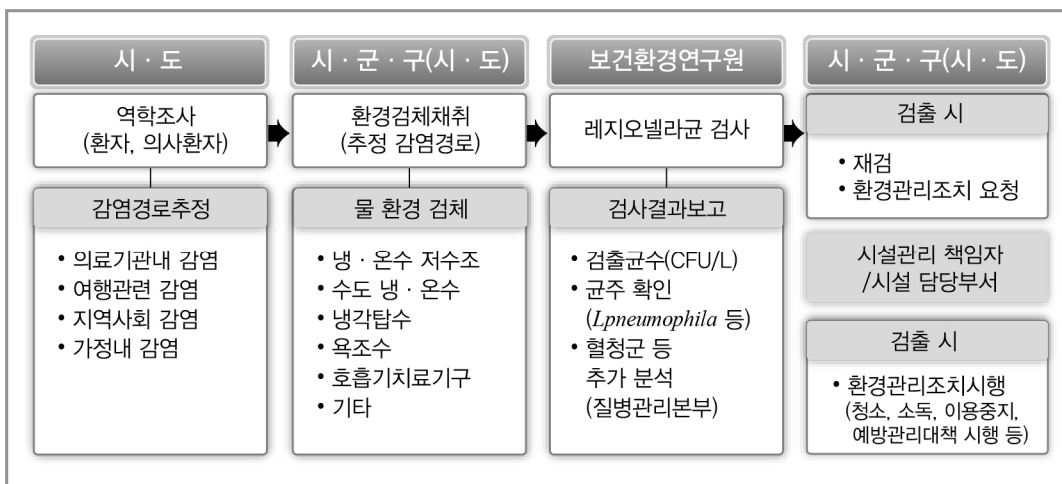 시 · 도
역학조사
(환자, 의사환자)
감염경로추정
• 의료기관내 감염
• 여행관련 감염
• 지역사회 감염
• 가정내 감염
시 · 군 · 구(시 · 도)
환경검체채취
(추정 감염경로)
물 환경 검체
• 냉 · 온수 저수조
• 수도 냉 · 온수
• 냉각탑수
• 욕조수
• 호흡기치료기구
• 기타
보건환경연구원
레지오넬라균 검사
검사결과보고
• 검출균수(CFU/L)
• 균주 확인
(Lpneumophila 등)
• 혈청군 등
추가 분석
(질병관리본부)
시 · 군 · 구(시 · 도)
검출 시
• 재검
• 환경관리조치 요청
시설관리 책임자
/시설 담당부서
검출 시
• 환경관리조치시행
(청소, 소독, 이용중지,
예방관리대책 시행 등)